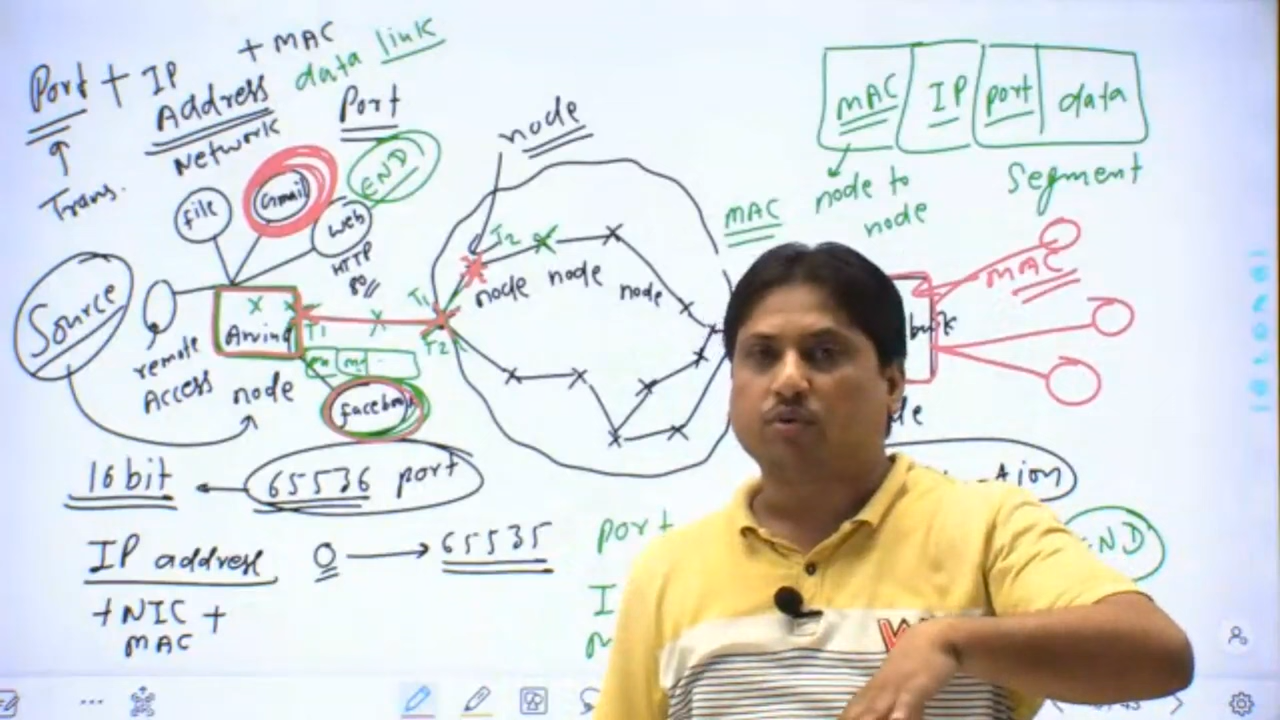 + MAC
Port + IP
Address
data link
Network
Trans.
Port
END
file
Gmail
web
HTTP
80
Source
remote
Access
Arvind
node
T1
facebook
node
T1
T2
T2
node
node
node
MAC
MAC IP port data
node to
node
Segment
MAC
16 bit
65536 port
IP address
0
65535
+ NIC +
MAC
port
I